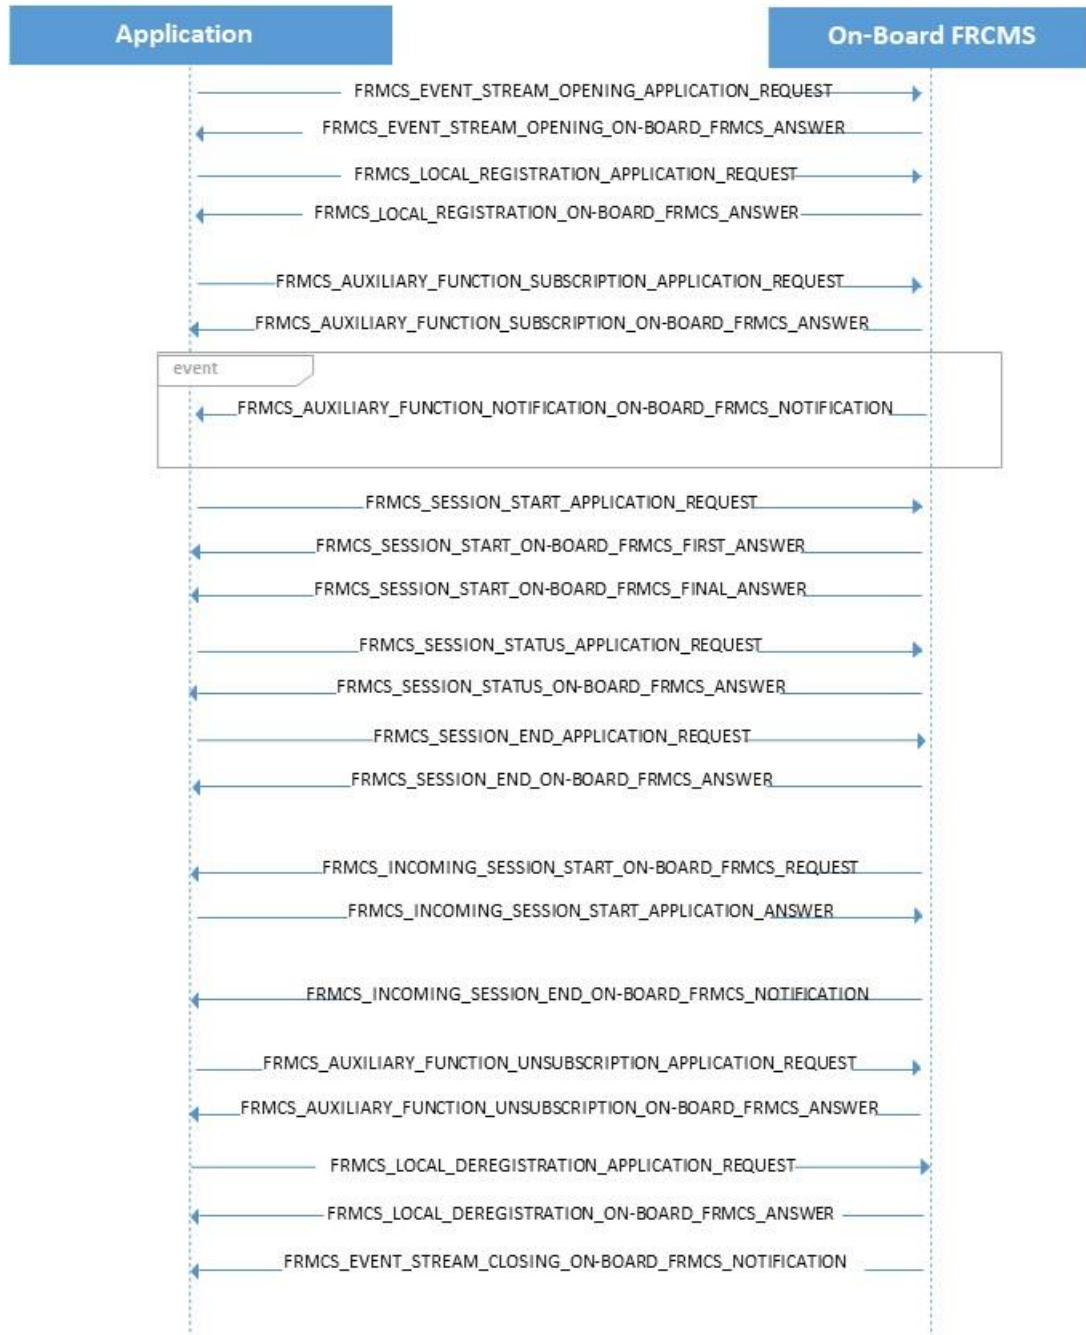 Application
On-Board FRCMS
FRMCS_EVENT_STREAM_OPENING_APPLICATION_REQUEST
FRMCS_EVENT_STREAM_OPENING_ON-BOARD_FRMCS_ANSWER
FRMCS_LOCAL_REGISTRATION_APPLICATION_REQUEST
FRMCS_LOCAL_REGISTRATION_ON-BOARD_FRMCS_ANSWER
FRMCS_AUXILIARY_FUNCTION_SUBSCRIPTION_APPLICATION_REQUEST
FRMCS_AUXILIARY_FUNCTION_SUBSCRIPTION_ON-BOARD_FRMCS_ANSWER
event
FRMCS_AUXILIARY_FUNCTION_NOTIFICATION_ON-BOARD_FRMCS_NOTIFICATION
FRMCS_SESSION_START_APPLICATION_REQUEST
FRMCS_SESSION_START_ON-BOARD_FRMCS_FIRST_ANSWER
FRMCS_SESSION_START_ON-BOARD_FRMCS_FINAL_ANSWER
FRMCS_SESSION_STATUS_APPLICATION_REQUEST
FRMCS_SESSION_STATUS_ON-BOARD_FRMCS_ANSWER
FRMCS_SESSION_END_APPLICATION_REQUEST
FRMCS_SESSION_END_ON-BOARD_FRMCS_ANSWER
FRMCS_INCOMING_SESSION_START_ON-BOARD_FRMCS_REQUEST
FRMCS_INCOMING_SESSION_START_APPLICATION_ANSWER
FRMCS_INCOMING_SESSION_END_ON-BOARD_FRMCS_NOTIFICATION
FRMCS_AUXILIARY_FUNCTION_UNSUBSCRIPTION_APPLICATION_REQUEST
FRMCS_AUXILIARY_FUNCTION_UNSUBSCRIPTION_ON-BOARD_FRMCS_ANSWER
FRMCS_LOCAL_DEREGISTRATION_APPLICATION_REQUEST
FRMCS_LOCAL_DEREGISTRATION_ON-BOARD_FRMCS_ANSWER
FRMCS_EVENT_STREAM_CLOSING_ON-BOARD_FRMCS_NOTIFICATION